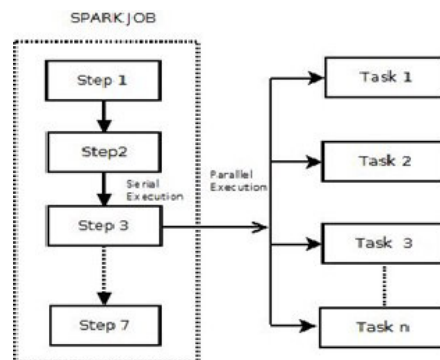 SPARK JOB
Step 1
Step2
Serial
Execution
Step 3
Step 7
Parallel
Execution
Task 1
Task 2
Task 3
Task n